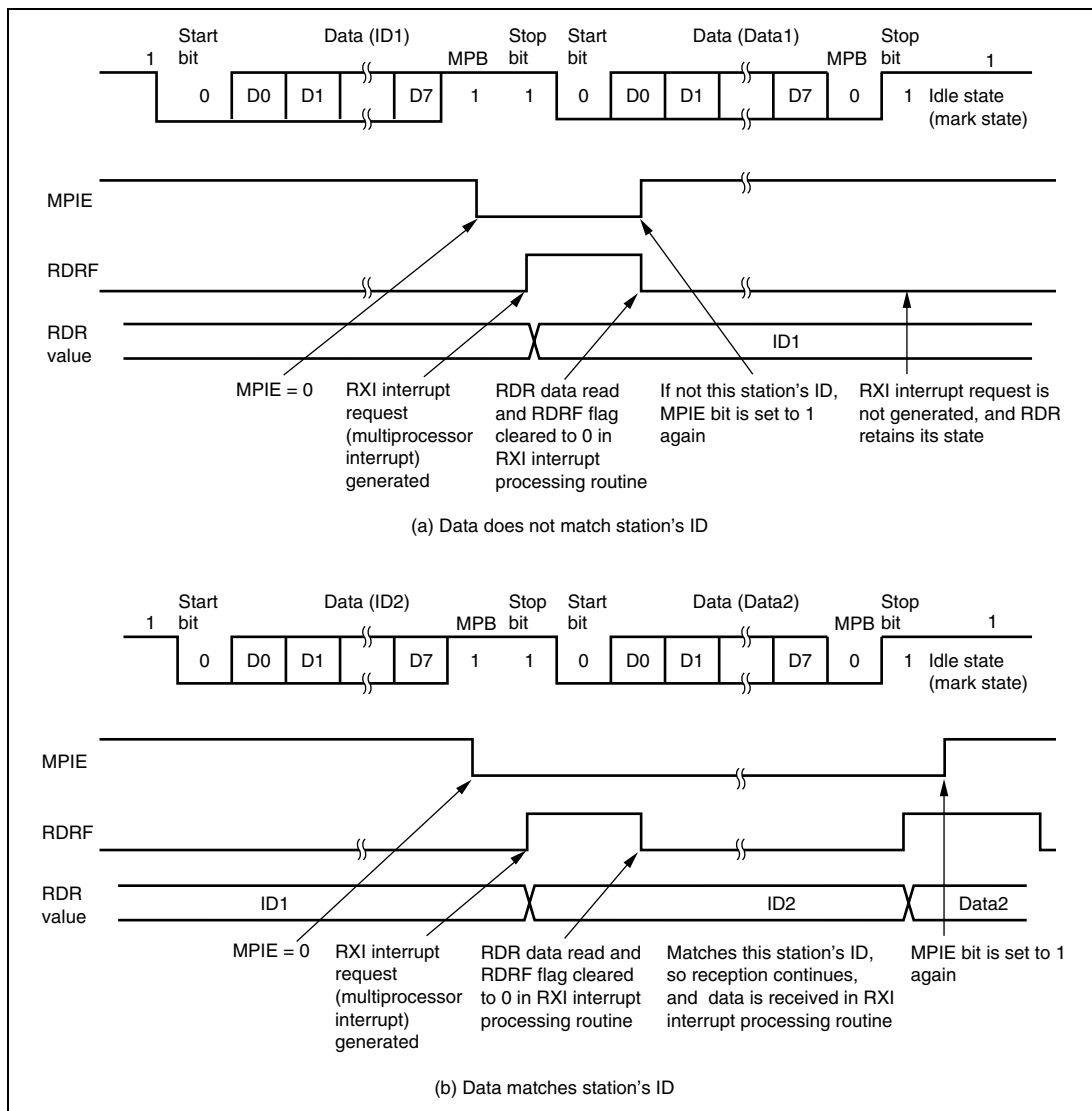 Start bit Data (ID1) MPB Stop bit Start bit Data (Data1) MPB Stop bit
1 1
0 D0 D1 D7 1 1 0 D0 D1 D7 0 1 Idle state (mark state)
MPIE
RDRF
RDR value
ID1
MPIE = 0
RXI interrupt
request
(multiprocessor
interrupt)
generated
RDR data read
and RDRF flag
cleared to 0 in
RXI interrupt
processing routine
If not this station's ID,
MPIE bit is set to 1
again
RXI interrupt request is
not generated, and RDR
retains its state
(a) Data does not match station's ID
Start bit Data (ID2) MPB Stop bit Start bit Data (Data2) MPB Stop bit
1 1
0 D0 D1 D7 1 1 0 D0 D1 D7 0 1 Idle state (mark state)
MPIE
RDRF
RDR value
ID1 ID2 Data2
MPIE = 0
RXI interrupt
request
(multiprocessor
interrupt)
generated
RDR data read and
RDRF flag cleared
to 0 in RXI interrupt
processing routine
Matches this station's ID,
so reception continues,
and data is received in RXI
interrupt processing routine
MPIE bit is set to 1
again
(b) Data matches station's ID